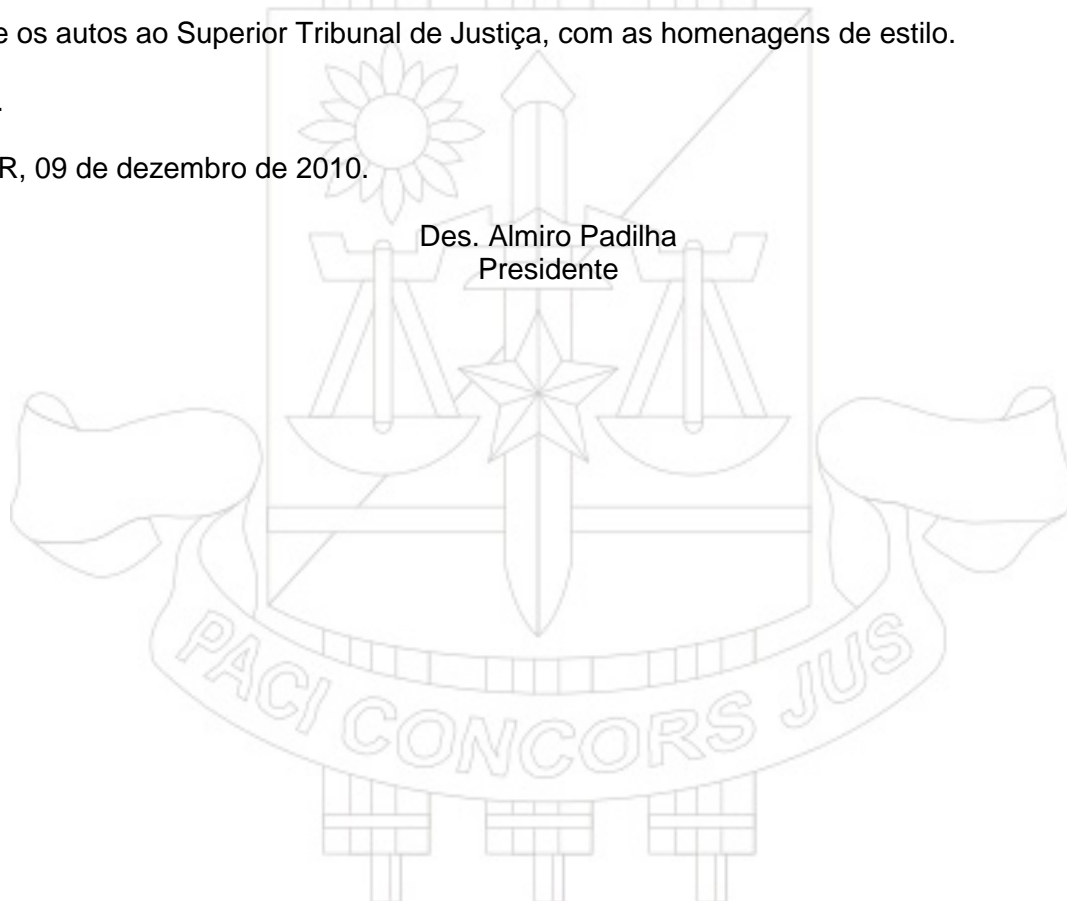 e os autos ao Superior Tribunal de Justiça, com as homenagens de estilo.
.
R, 09 de dezembro de 2010.
Des. Almiro Padilha
Presidente
PACI CONCORS JUS